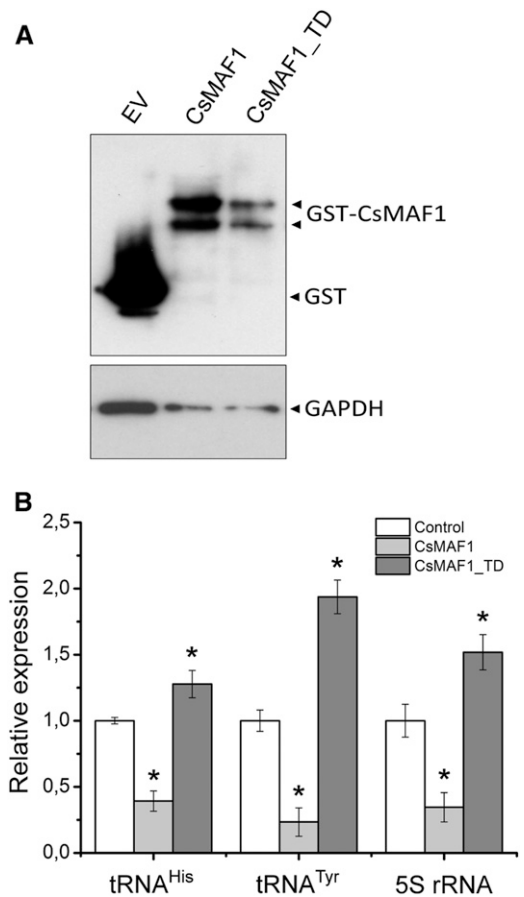 A
EV
CsMAF1
CsMAF1_TD
GST-CsMAF1
GST
GAPDH
B
2,5
2,0
1,5
1,0
0,5
0,0
Relative expression
Control
CsMAF1
CsMAF1_TD
*
*
*
*
*
*
tRNAHis
tRNATyr
5S rRNA